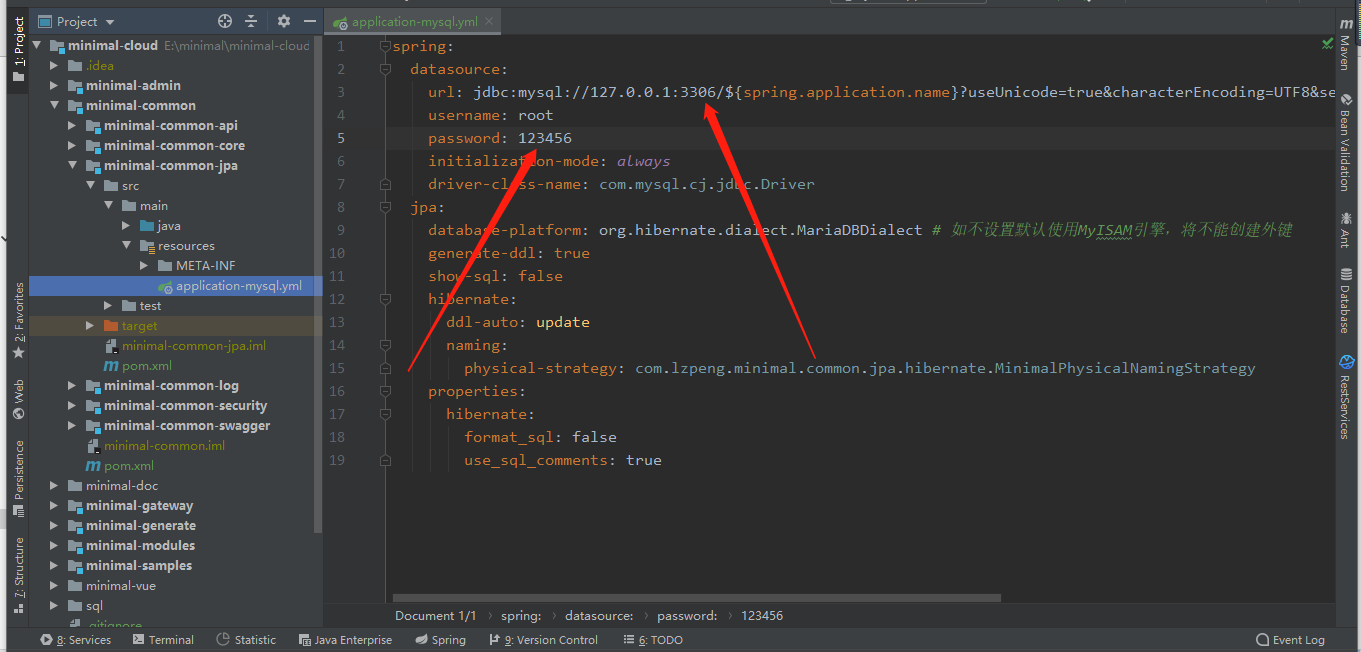 Project
application-mysql.yml
1: Project
minimal-cloud E:\minimal\minimal-cloud
.idea
minimal-admin
minimal-common
minimal-common-api
minimal-common-core
minimal-common-jpa
src
main
java
resources
META-INF
application-mysql.yml
test
target
minimal-common-jpa.iml
pom.xml
minimal-common-log
minimal-common-security
minimal-common-swagger
minimal-common.iml
pom.xml
minimal-doc
minimal-gateway
minimal-generate
minimal-modules
minimal-samples
minimal-vue
sql
.gitignore
2: Favorites
Web
Persistence
7: Structure
1 spring:
2 datasource:
3 url: jdbc:mysql://127.0.0.1:3306/${spring.application.name}?useUnicode=true&characterEncoding=UTF8&se
4 username: root
5 password: 123456
6 initialization-mode: always
7 driver-class-name: com.mysql.cj.jdbc.Driver
8 jpa:
9 database-platform: org.hibernate.dialect.MariaDBDialect # 如不设置默认使用MyISAM引擎，将不能创建外键
10 generate-ddl: true
11 show-sql: false
12 hibernate:
13 ddl-auto: update
14 naming:
15 physical-strategy: com.lzpeng.minimal.common.jpa.hibernate.MinimalPhysicalNamingStrategy
16 properties:
17 hibernate:
18 format_sql: false
19 use_sql_comments: true
Maven
Bean Validation
Ant
Database
RestServices
Document 1/1 › spring: › datasource: › password: › 123456
8: Services Terminal Statistic Java Enterprise Spring 9: Version Control 6: TODO Event Log